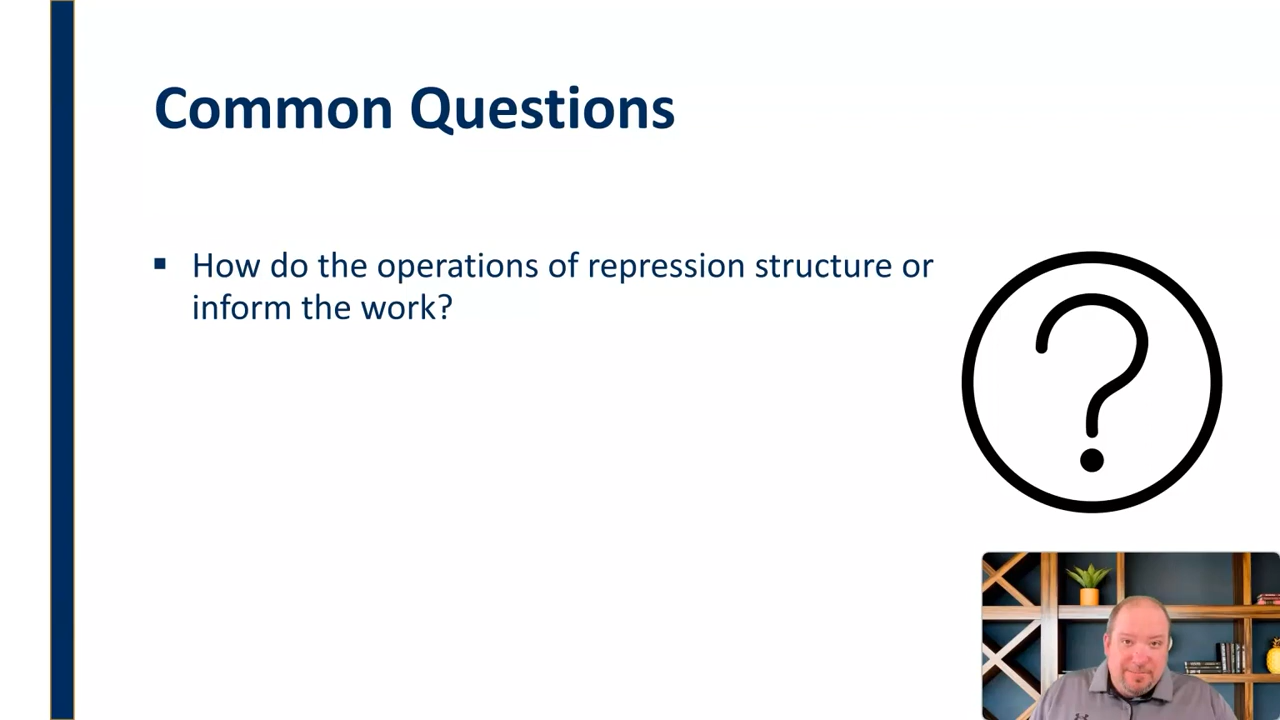 Common Questions
▪ How do the operations of repression structure or
inform the work?